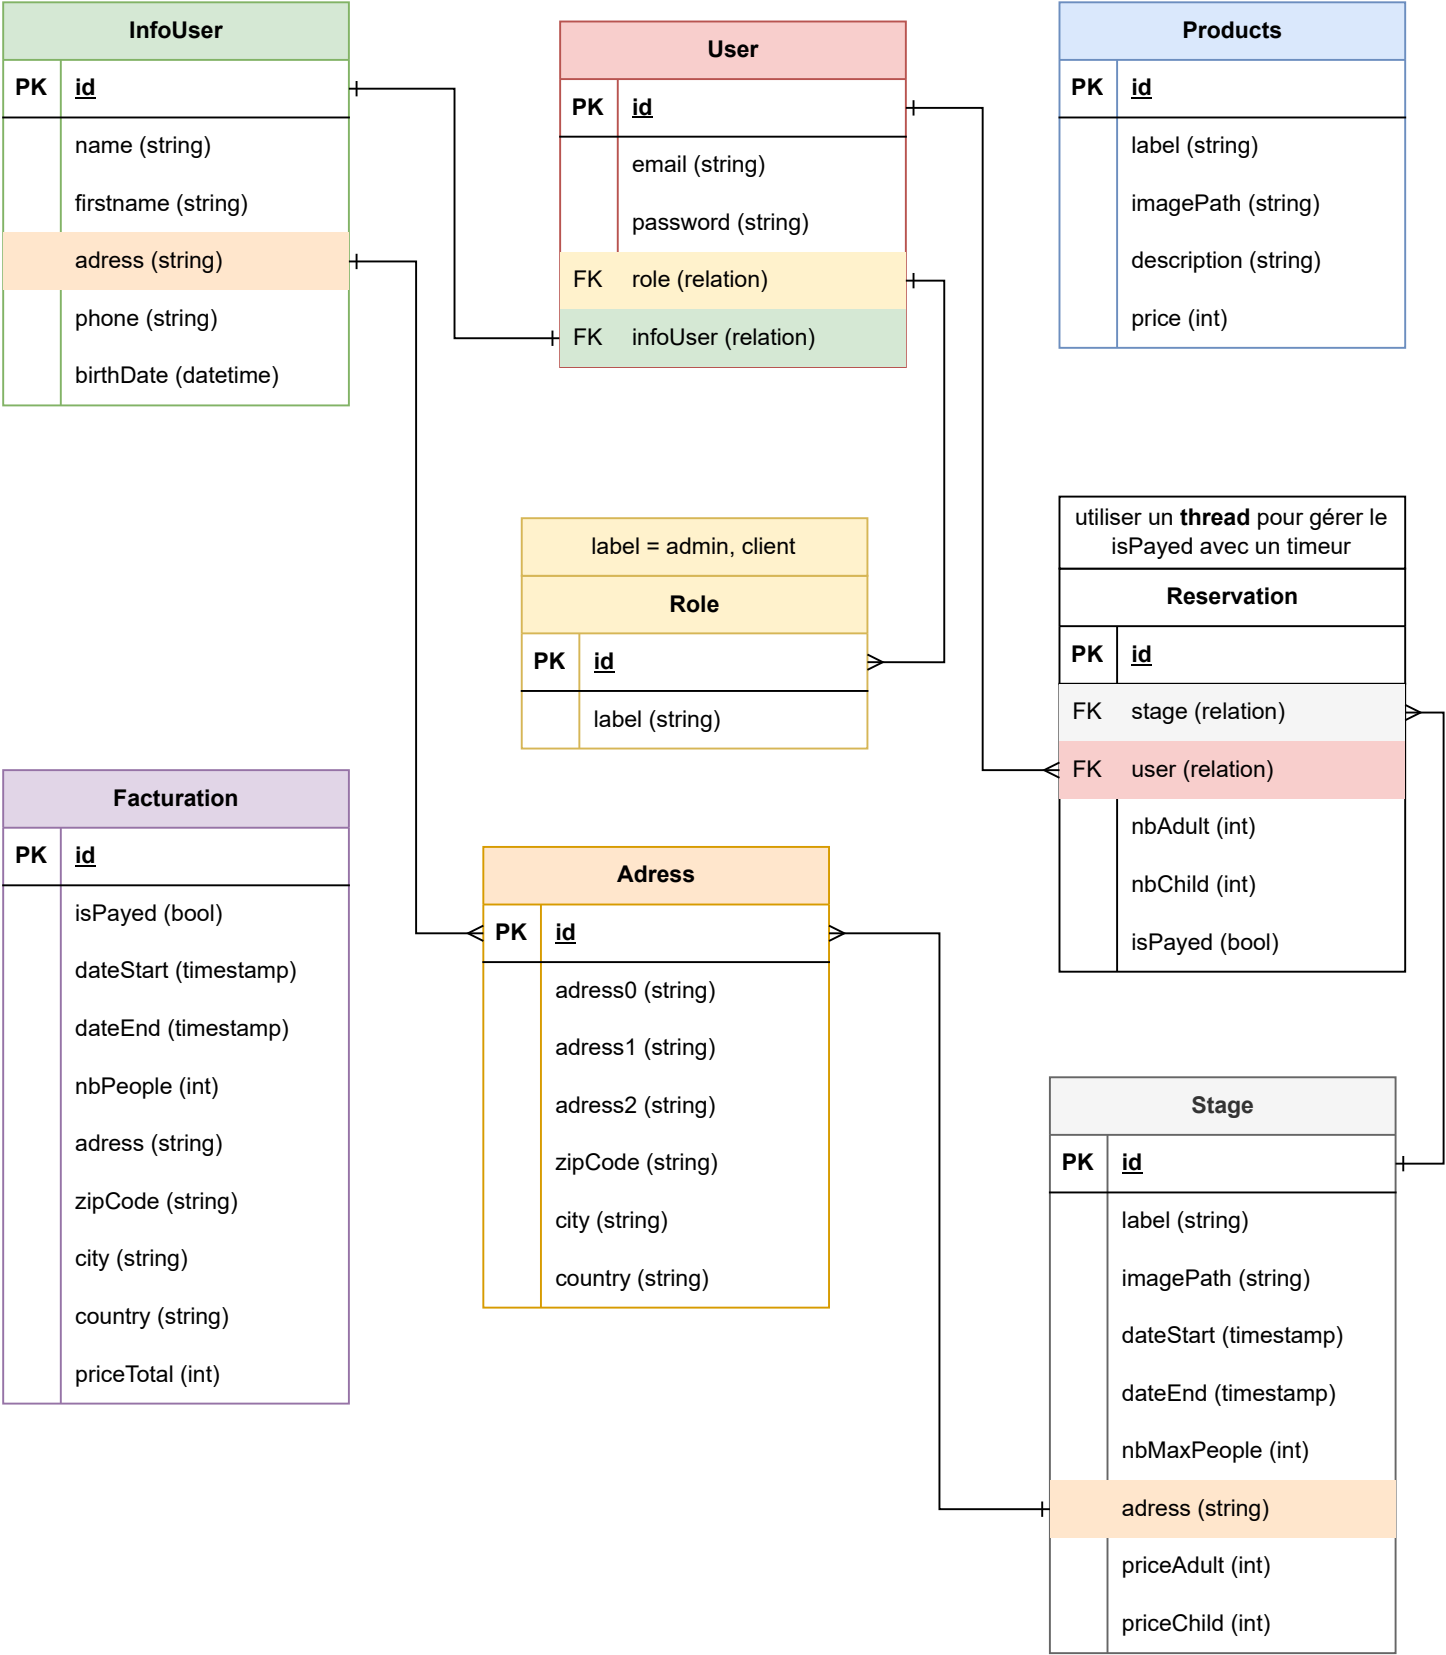 InfoUser
PK id
name (string)
firstname (string)
adress (string)
phone (string)
birthDate (datetime)
User
PK id
email (string)
password (string)
FK role (relation)
FK infoUser (relation)
Products
PK id
label (string)
imagePath (string)
description (string)
price (int)
label = admin, client
Role
PK id
label (string)
utiliser un thread pour gérer le
isPayed avec un timeur
Reservation
PK id
FK stage (relation)
FK user (relation)
nbAdult (int)
nbChild (int)
isPayed (bool)
Facturation
PK id
isPayed (bool)
dateStart (timestamp)
dateEnd (timestamp)
nbPeople (int)
adress (string)
zipCode (string)
city (string)
country (string)
priceTotal (int)
Adress
PK id
adress0 (string)
adress1 (string)
adress2 (string)
zipCode (string)
city (string)
country (string)
Stage
PK id
label (string)
imagePath (string)
dateStart (timestamp)
dateEnd (timestamp)
nbMaxPeople (int)
adress (string)
priceAdult (int)
priceChild (int)